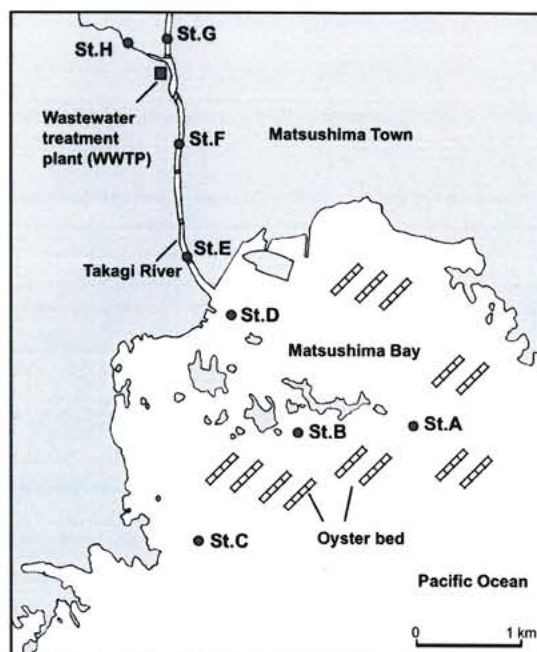 St.G
St.H
Wastewater
treatment
plant (WWTP)
Matsushima Town
St.F
St.E
Takagi River
St.D
Matsushima Bay
St.A
St.B
Oyster bed
St.C
Pacific Ocean
0 1 km